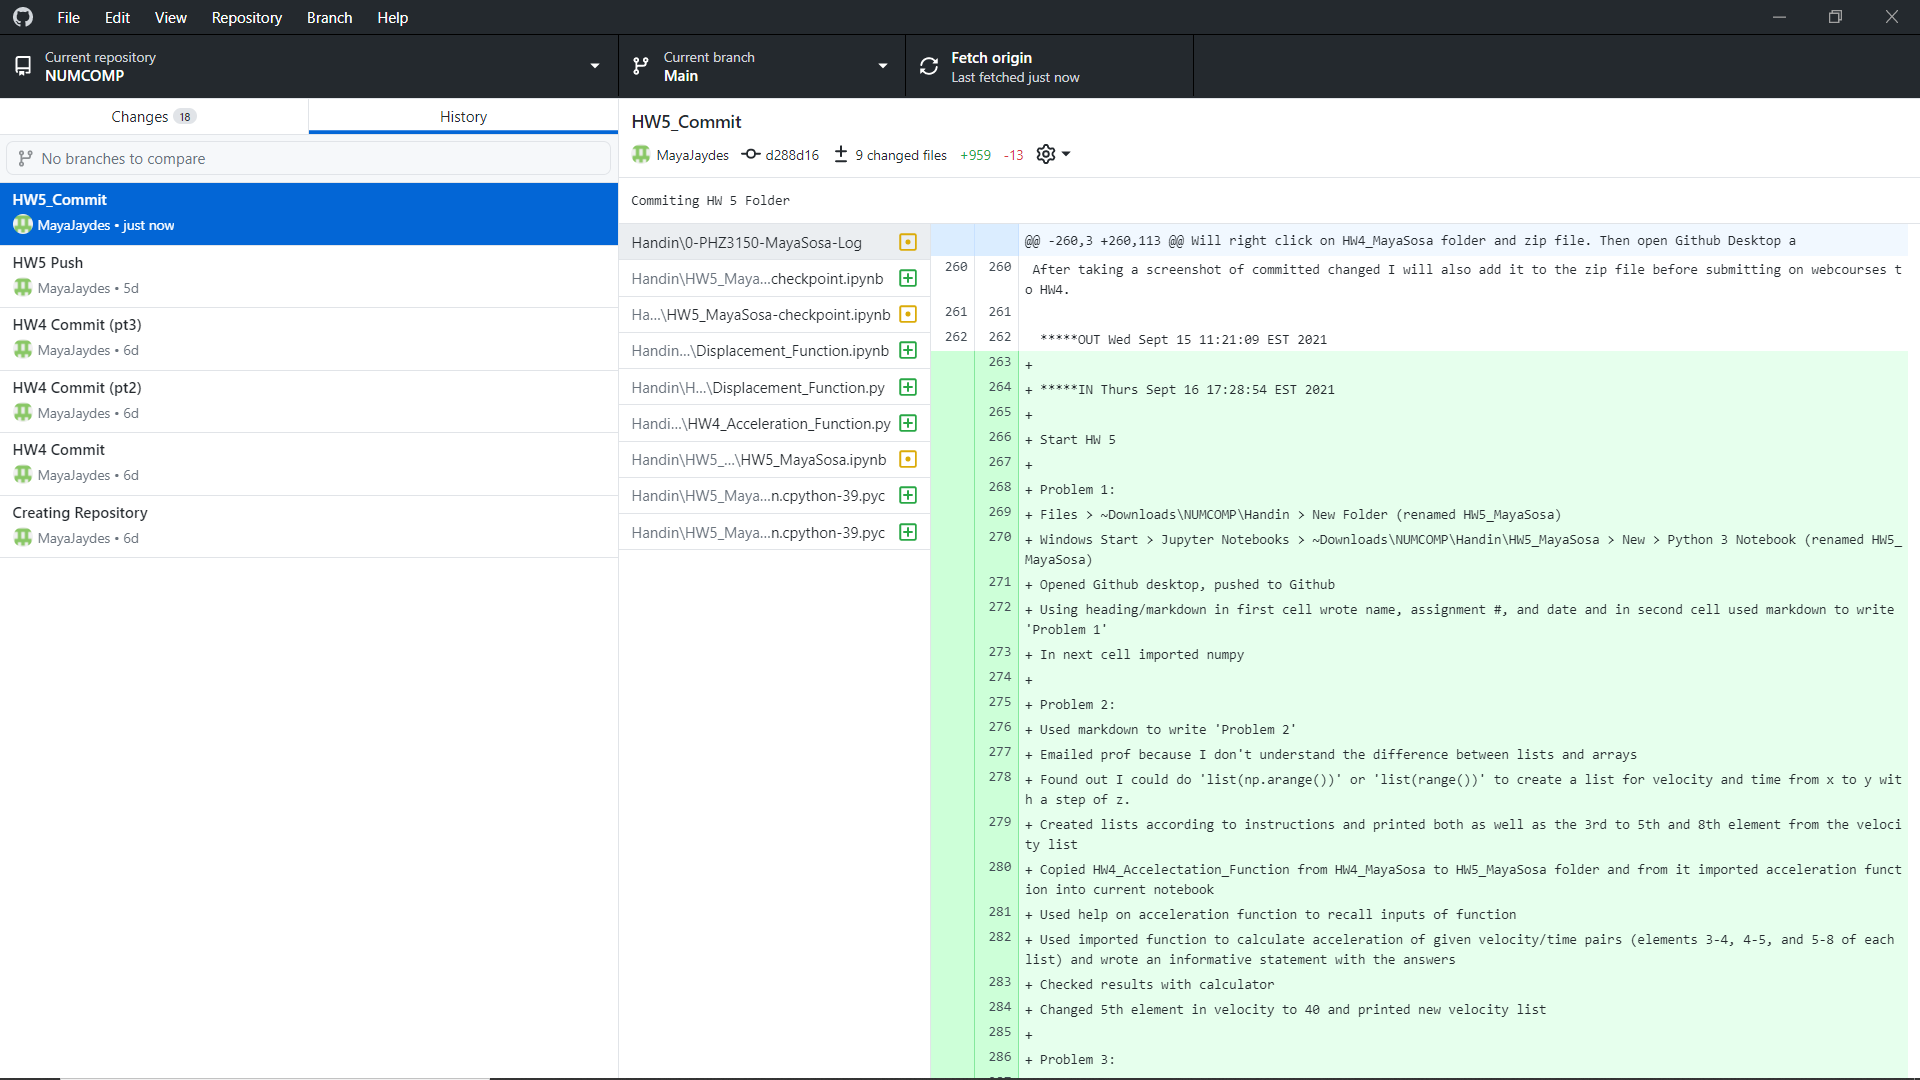 File Edit View Repository Branch Help
Current repository
NUMCOMP
Current branch
Main
Fetch origin
Last fetched just now
Changes 18
History
No branches to compare
HW5_Commit
MayaJaydes • just now
HW5 Push
MayaJaydes • 5d
HW4 Commit (pt3)
MayaJaydes • 6d
HW4 Commit (pt2)
MayaJaydes • 6d
HW4 Commit
MayaJaydes • 6d
Creating Repository
MayaJaydes • 6d
HW5_Commit
MayaJaydes d288d16 9 changed files +959 -13
Commiting HW 5 Folder
Handin\0-PHZ3150-MayaSosa-Log
Handin\HW5_Maya...checkpoint.ipynb
Ha...\HW5_MayaSosa-checkpoint.ipynb
Handin...\Displacement_Function.ipynb
Handin\H...\Displacement_Function.py
Handi...\HW4_Acceleration_Function.py
Handin\HW5_...\HW5_MayaSosa.ipynb
Handin\HW5_Maya...n.cpython-39.pyc
Handin\HW5_Maya...n.cpython-39.pyc
@@ -260,3 +260,113 @@ Will right click on HW4_MayaSosa folder and zip file. Then open Github Desktop a
260 260 After taking a screenshot of committed changed I will also add it to the zip file before submitting on webcourses t
o HW4.
261 261
262 262 *****OUT Wed Sept 15 11:21:09 EST 2021
263 +
264 + *****IN Thurs Sept 16 17:28:54 EST 2021
265 +
266 + Start HW 5
267 +
268 + Problem 1:
269 + Files > ~Downloads\NUMCOMP\Handin > New Folder (renamed HW5_MayaSosa)
270 + Windows Start > Jupyter Notebooks > ~Downloads\NUMCOMP\Handin\HW5_MayaSosa > New > Python 3 Notebook (renamed HW5_
MayaSosa)
271 + Opened Github desktop, pushed to Github
272 + Using heading/markdown in first cell wrote name, assignment #, and date and in second cell used markdown to write
'Problem 1'
273 + In next cell imported numpy
274 +
275 + Problem 2:
276 + Used markdown to write 'Problem 2'
277 + Emailed prof because I don't understand the difference between lists and arrays
278 + Found out I could do 'list(np.arange())' or 'list(range())' to create a list for velocity and time from x to y wit
h a step of z.
279 + Created lists according to instructions and printed both as well as the 3rd to 5th and 8th element from the veloci
ty list
280 + Copied HW4_Accelectation_Function from HW4_MayaSosa to HW5_MayaSosa folder and from it imported acceleration funct
ion into current notebook
281 + Used help on acceleration function to recall inputs of function
282 + Used imported function to calculate acceleration of given velocity/time pairs (elements 3-4, 4-5, and 5-8 of each
list) and wrote an informative statement with the answers
283 + Checked results with calculator
284 + Changed 5th element in velocity to 40 and printed new velocity list
285 +
286 + Problem 3: